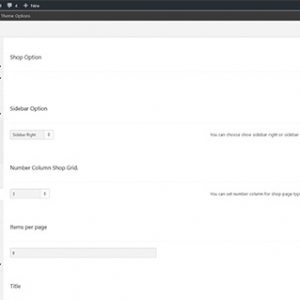 4 New
Theme Options
Shop Option
Sidebar Option
Sidebar Right
You can choose show sidebar right or sidebar
Number Column Shop Grid.
3
You can set number column for shop page typ
Items per page
Title